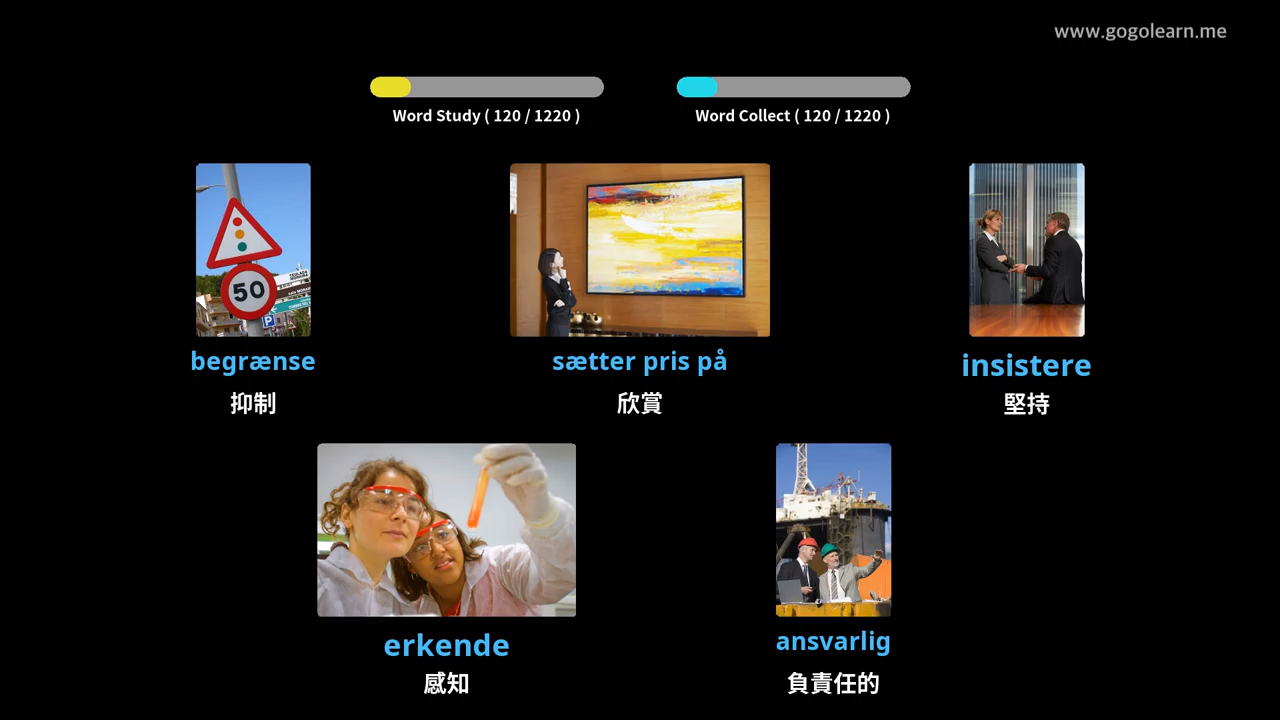 www.gogolearn.me
Word Study ( 120 / 1220 )
Word Collect ( 120 / 1220 )
50
P
begrænse
抑制
sætter pris på
欣賞
insistere
堅持
erkende
感知
ansvarlig
負責任的